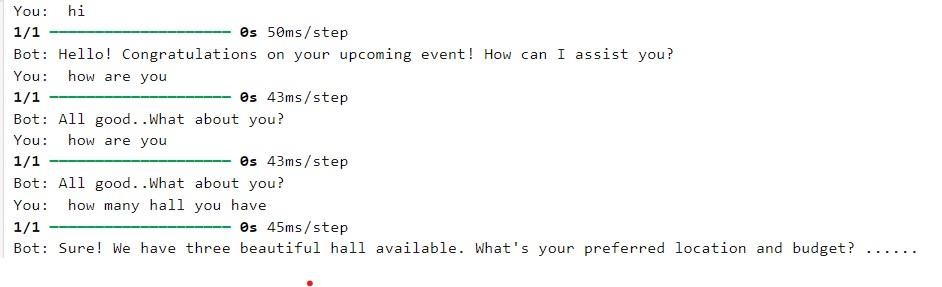 You:  hi
1/1 ━━━━━━━━━━━━━━━━━━━━ 0s 50ms/step
Bot: Hello! Congratulations on your upcoming event! How can I assist you?
You:  how are you
1/1 ━━━━━━━━━━━━━━━━━━━━ 0s 43ms/step
Bot: All good..What about you?
You:  how are you
1/1 ━━━━━━━━━━━━━━━━━━━━ 0s 43ms/step
Bot: All good..What about you?
You:  how many hall you have
1/1 ━━━━━━━━━━━━━━━━━━━━ 0s 45ms/step
Bot: Sure! We have three beautiful hall available. What's your preferred location and budget? ......